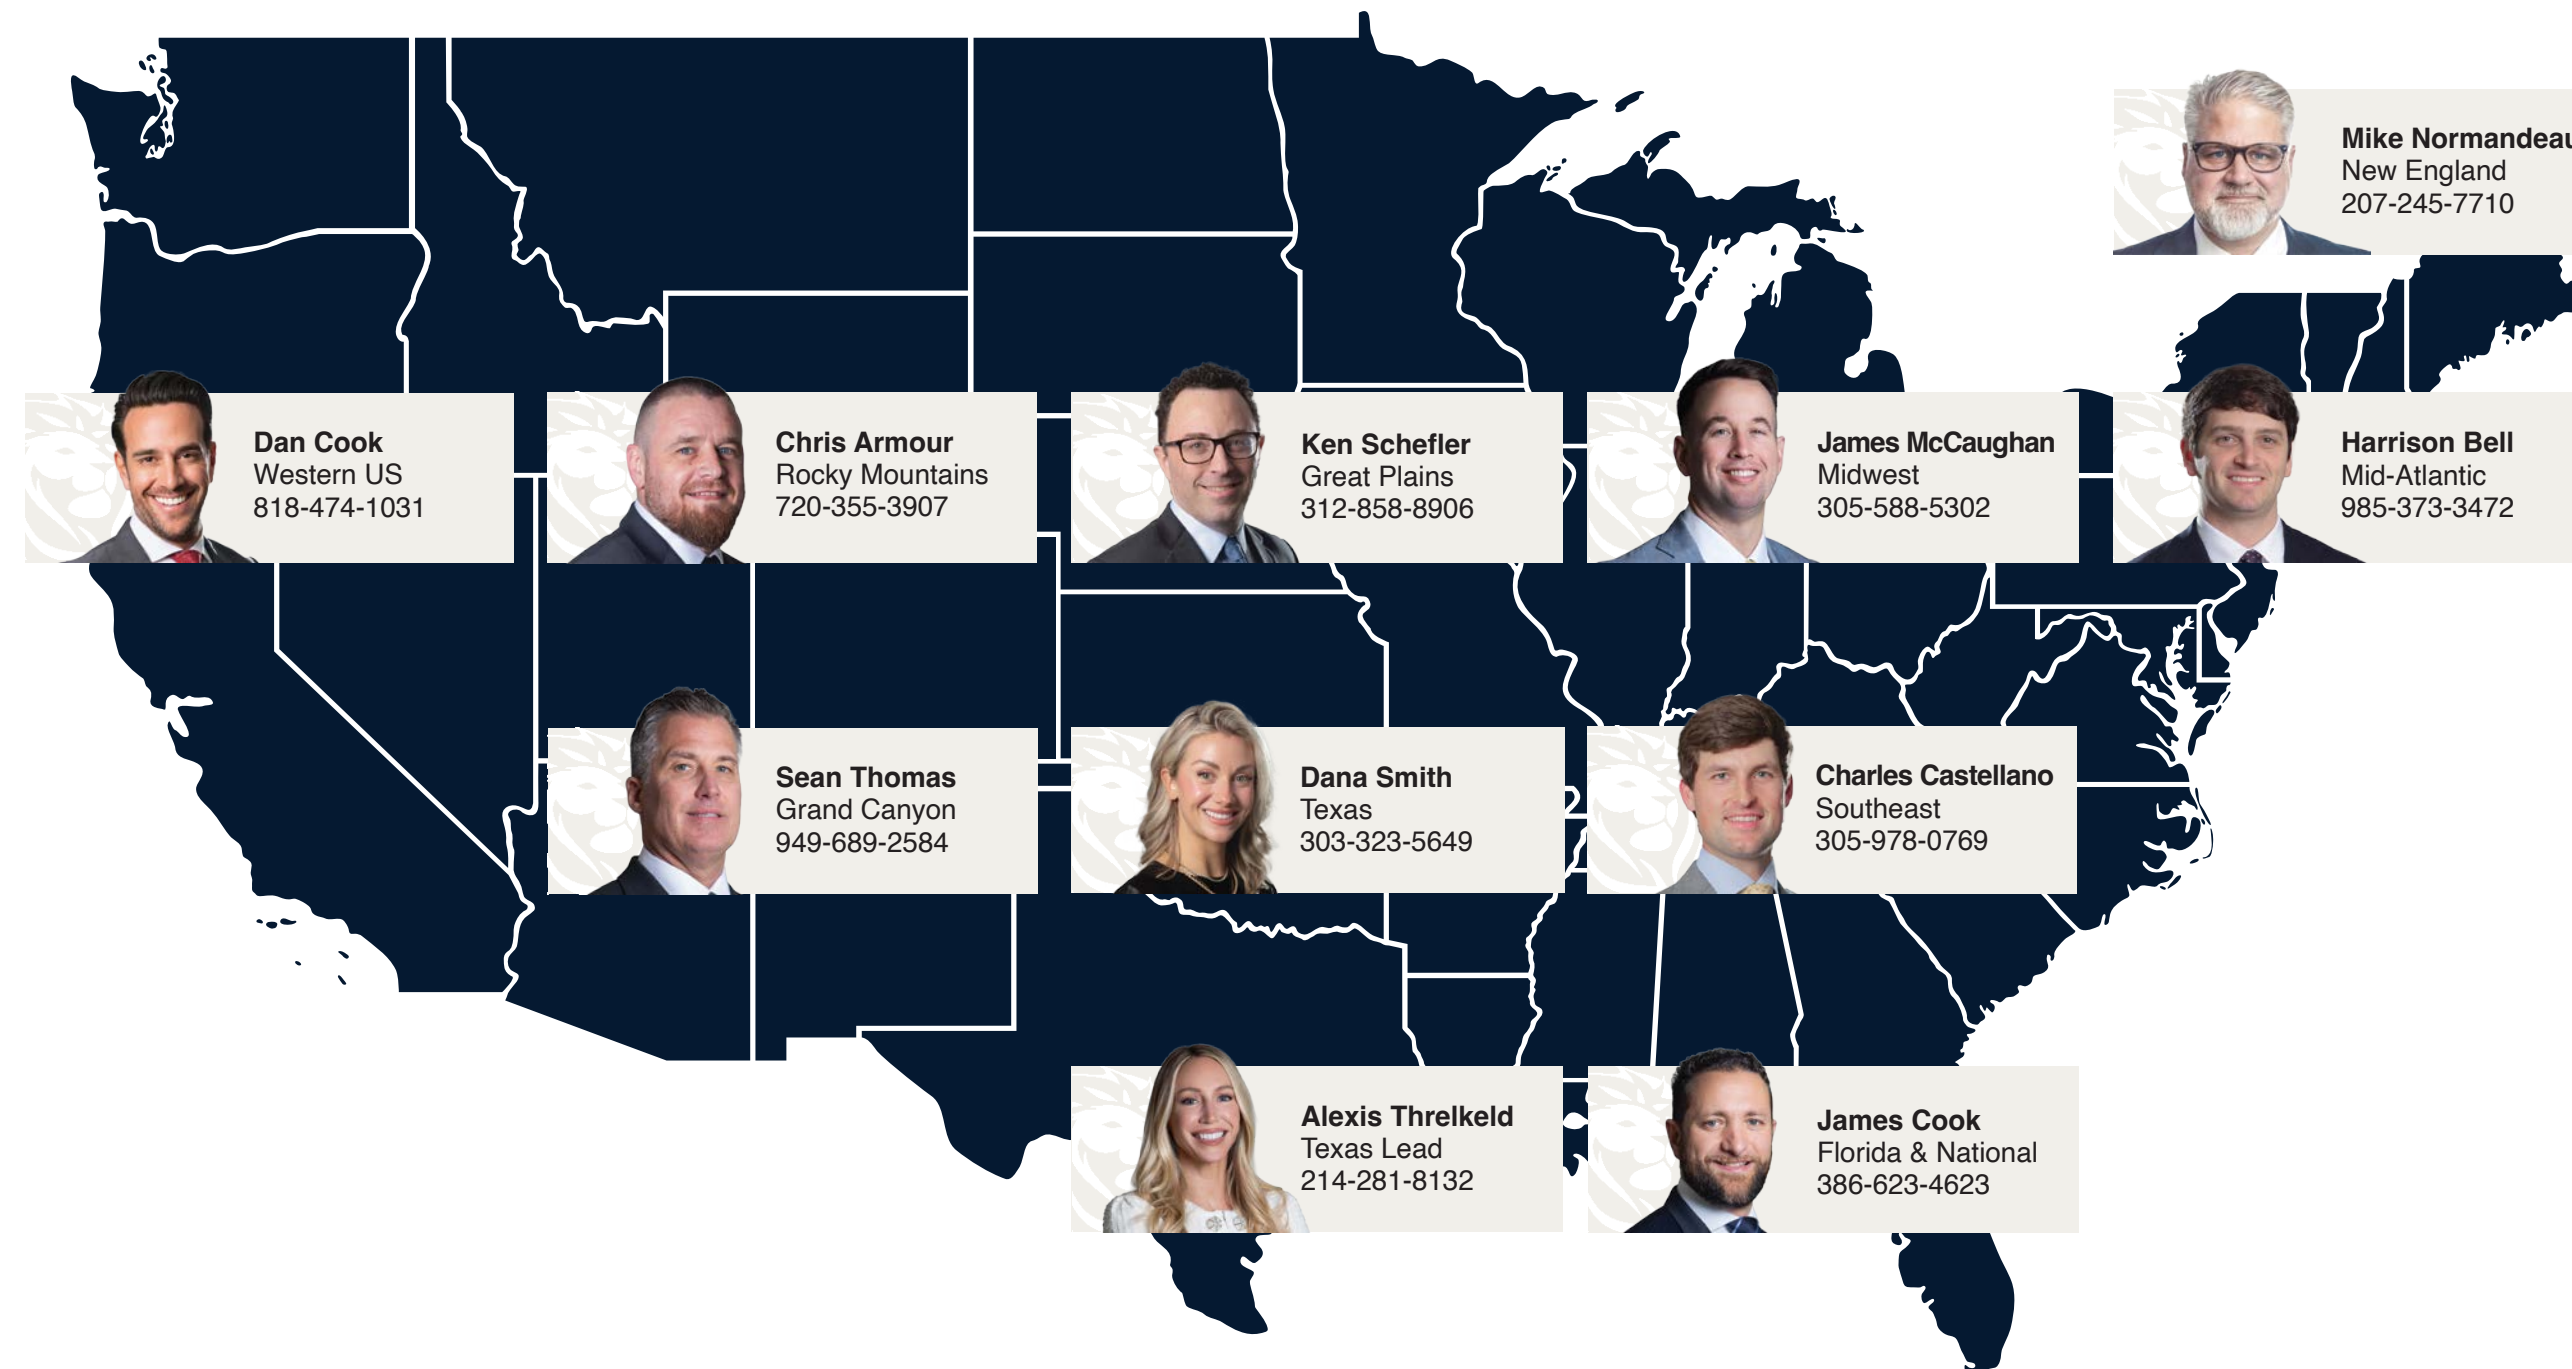 Mike Normandeau
New England
207-245-7710
Dan Cook
Western US
818-474-1031
Chris Armour
Rocky Mountains
720-355-3907
Ken Schefler
Great Plains
312-858-8906
James McCaughan
Midwest
305-588-5302
Harrison Bell
Mid-Atlantic
985-373-3472
Sean Thomas
Grand Canyon
949-689-2584
Dana Smith
Texas
303-323-5649
Charles Castellano
Southeast
305-978-0769
Alexis Threlkeld
Texas Lead
214-281-8132
James Cook
Florida & National
386-623-4623